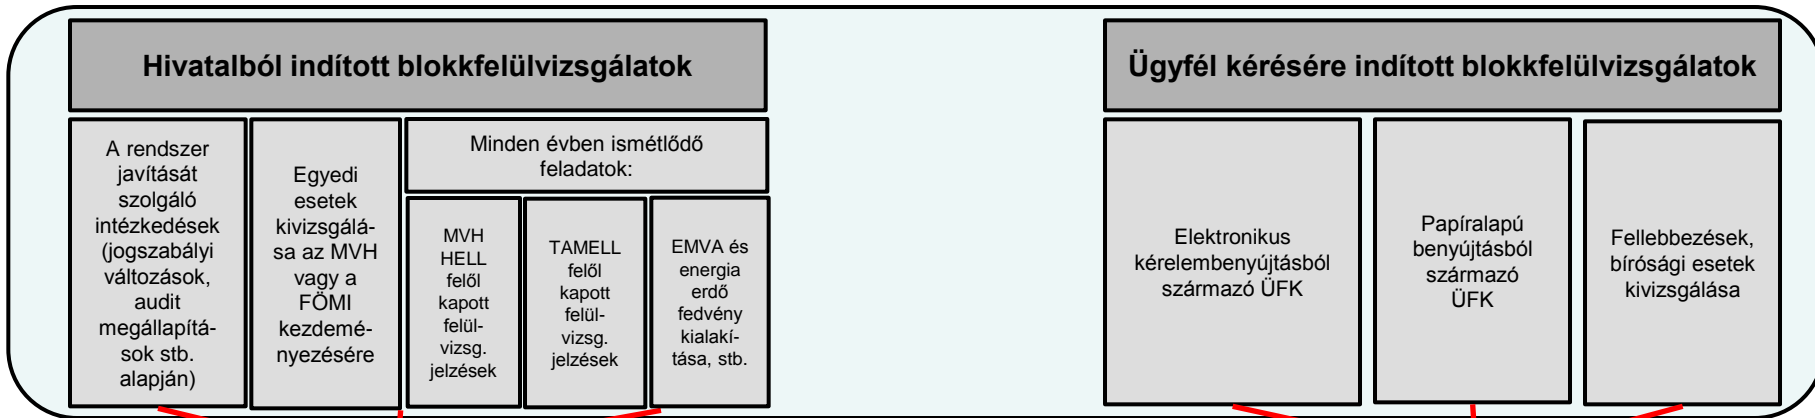 Hivatalból indított blokkfelülvizsgálatok
A rendszer
javítását
szolgáló
intézkedések
(jogszabályi
változások,
audit
megállapítá-
sok stb.
alapján)
Egyedi
esetek
kivizsgálá-
sa az MVH
vagy a
FÖMI
kezdemé-
nyezésére
Minden évben ismétlődő
feladatok:
MVH
HELL
felől
kapott
felül-
vizsg.
jelzések
TAMELL
felől
kapott
felül-
vizsg.
jelzések
EMVA és
energia
erdő
fedvény
kialakí-
tása, stb.
Ügyfél kérésére indított blokkfelülvizsgálatok
Elektronikus
kérelembenyújtásból
származó ÜFK
Papíralapú
benyújtásból
származó
ÜFK
Fellebbezések,
bírósági esetek
kivizsgálása